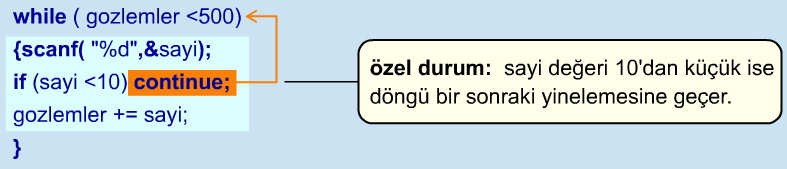 while ( gozlemler <500)
{scanf( "%d",&sayi);
if (sayi <10) continue;
gozlemler += sayi;
}
özel durum: sayi değeri 10'dan küçük ise
döngü bir sonraki yinelemesine geçer.